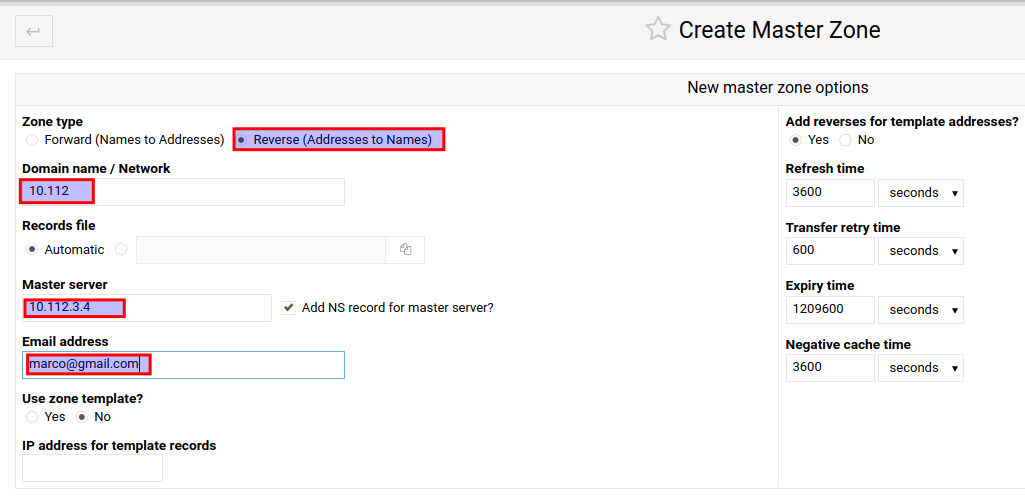 Create Master Zone
New master zone options
Zone type
Forward (Names to Addresses) Reverse (Addresses to Names)
Domain name / Network
10.112
Records file
Automatic
Master server
10.112.3.4 Add NS record for master server?
Email address
marco@gmail.com
Use zone template?
Yes No
IP address for template records
Add reverses for template addresses?
Yes No
Refresh time
3600 seconds
Transfer retry time
600 seconds
Expiry time
1209600 seconds
Negative cache time
3600 seconds